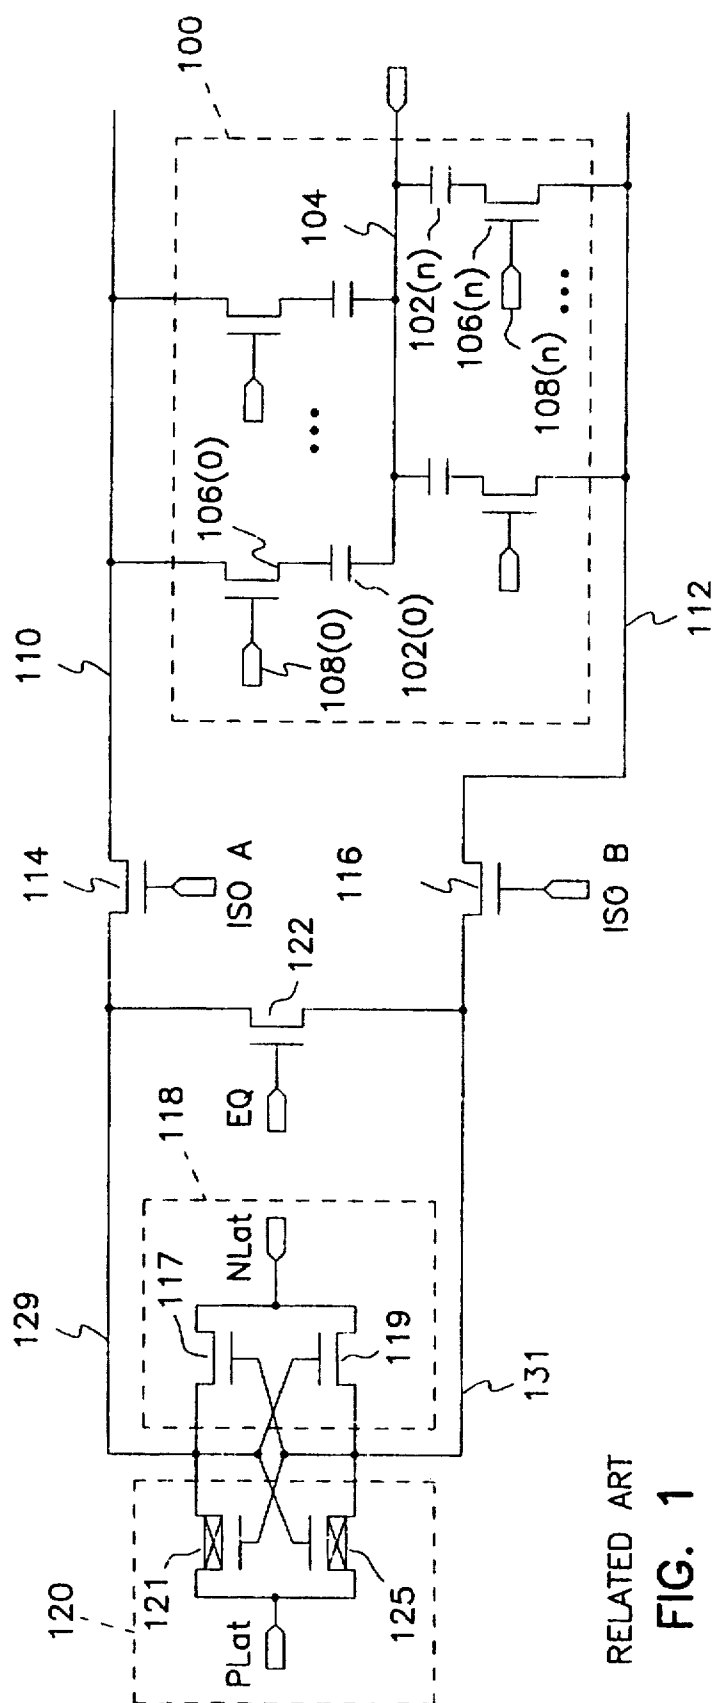 100
104
102(n)
106(n)
108(n)
106(0)
108(0)
102(0)
110
112
114
ISO A
116
ISO B
122
EQ
118
129
117
NLat
119
131
120
121
PLat
125
RELATED ART
FIG. 1